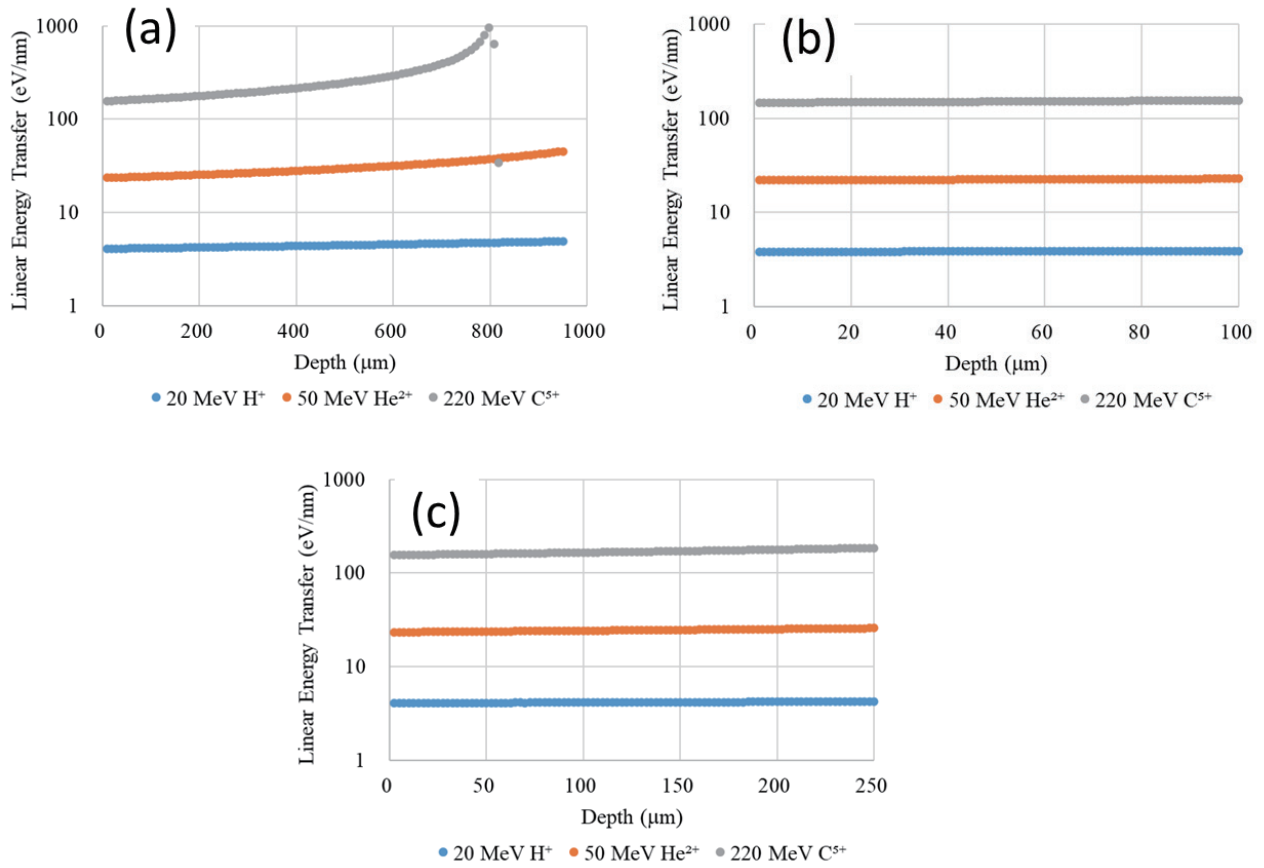 (a)
Linear Energy Transfer (eV/nm)
1000
100
10
1
0 200 400 600 800 1000
Depth (μm)
20 MeV H⁺ 50 MeV He²⁺ 220 MeV C⁵⁺
(b)
Linear Energy Transfer (eV/nm)
1000
100
10
1
0 20 40 60 80 100
Depth (μm)
20 MeV H⁺ 50 MeV He²⁺ 220 MeV C⁵⁺
(c)
Linear Energy Transfer (eV/nm)
1000
100
10
1
0 50 100 150 200 250
Depth (μm)
20 MeV H⁺ 50 MeV He²⁺ 220 MeV C⁵⁺